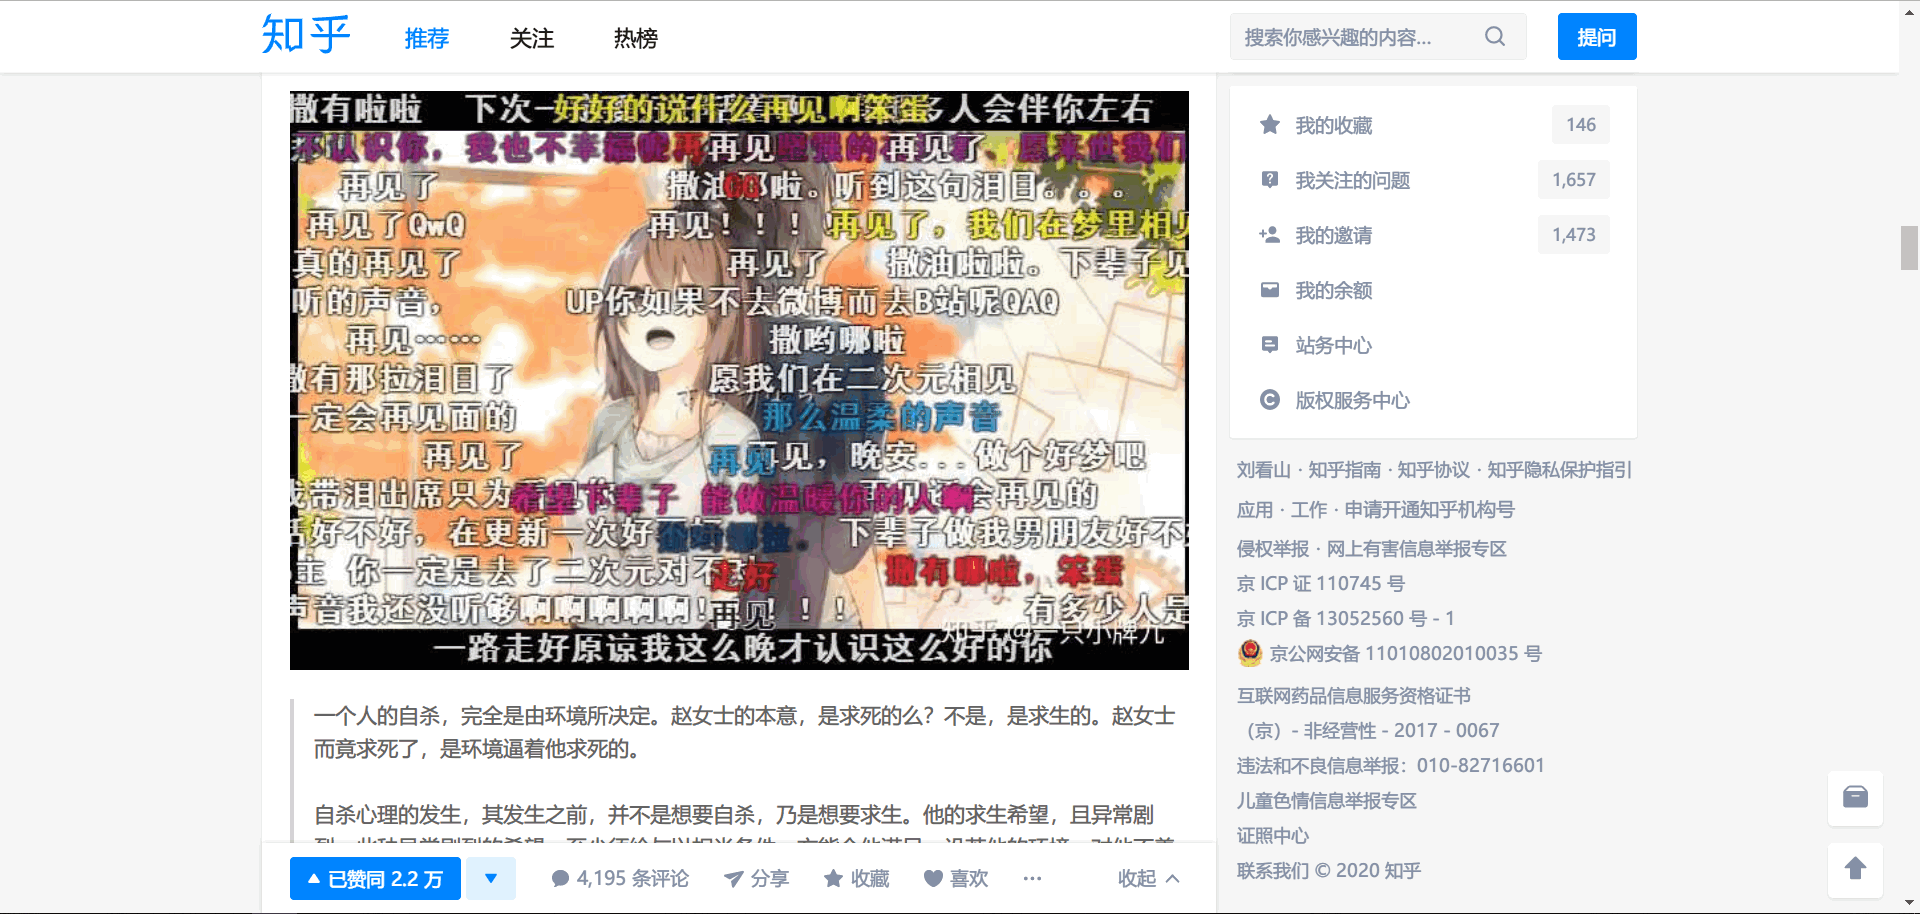 知乎
推荐
关注
热榜
搜索你感兴趣的内容...
提问
撒有啦啦
下次一
好好的说什么再见啊笨蛋
多人会伴你左右
不认识你，我也不幸福
再见
再见了
愿来世我们
再见了
啦。听到这句泪目。。。
再见了QwQ
再见！！！
再见了，我们在梦里相见
真的再见了
再见了
撒油啦啦。下辈子见
听的声音，
UP你如果不去微博而去B站呢QAQ
再见……
撒哟哪啦
撒有那拉泪目了
愿我们在二次元相见
一定会再见面的
那么温柔的声音
再见了
再见
再见，晚安...做个好梦吧
带泪出席只为
希望下辈子 能做温暖你的人啊
会再见的
话好不好，在更新一次好
下辈子做我男朋友好不
主 你一定是去了二次元对不
走好
撒有哪啦，笨蛋
声音我还没听够啊啊啊啊啊！
再见
！！
有多少人是
知乎 @一只小牌九
一路走好原谅我这么晚才认识这么好的你
一个人的自杀，完全是由环境所决定。赵女士的本意，是求死的么？不是，是求生的。赵女士
而竟求死了，是环境逼着他求死的。
自杀心理的发生，其发生之前，并不是想要自杀，乃是想要求生。他的求生希望，且异常剧
已赞同 2.2 万
4,195 条评论
分享
收藏
喜欢
收起
我的收藏
146
我关注的问题
1,657
我的邀请
1,473
我的余额
站务中心
版权服务中心
刘看山 · 知乎指南 · 知乎协议 · 知乎隐私保护指引
应用 · 工作 · 申请开通知乎机构号
侵权举报 · 网上有害信息举报专区
京 ICP 证 110745 号
京 ICP 备 13052560 号 - 1
京公网安备 11010802010035 号
互联网药品信息服务资格证书
（京）- 非经营性 - 2017 - 0067
违法和不良信息举报：010-82716601
儿童色情信息举报专区
证照中心
联系我们 © 2020 知乎